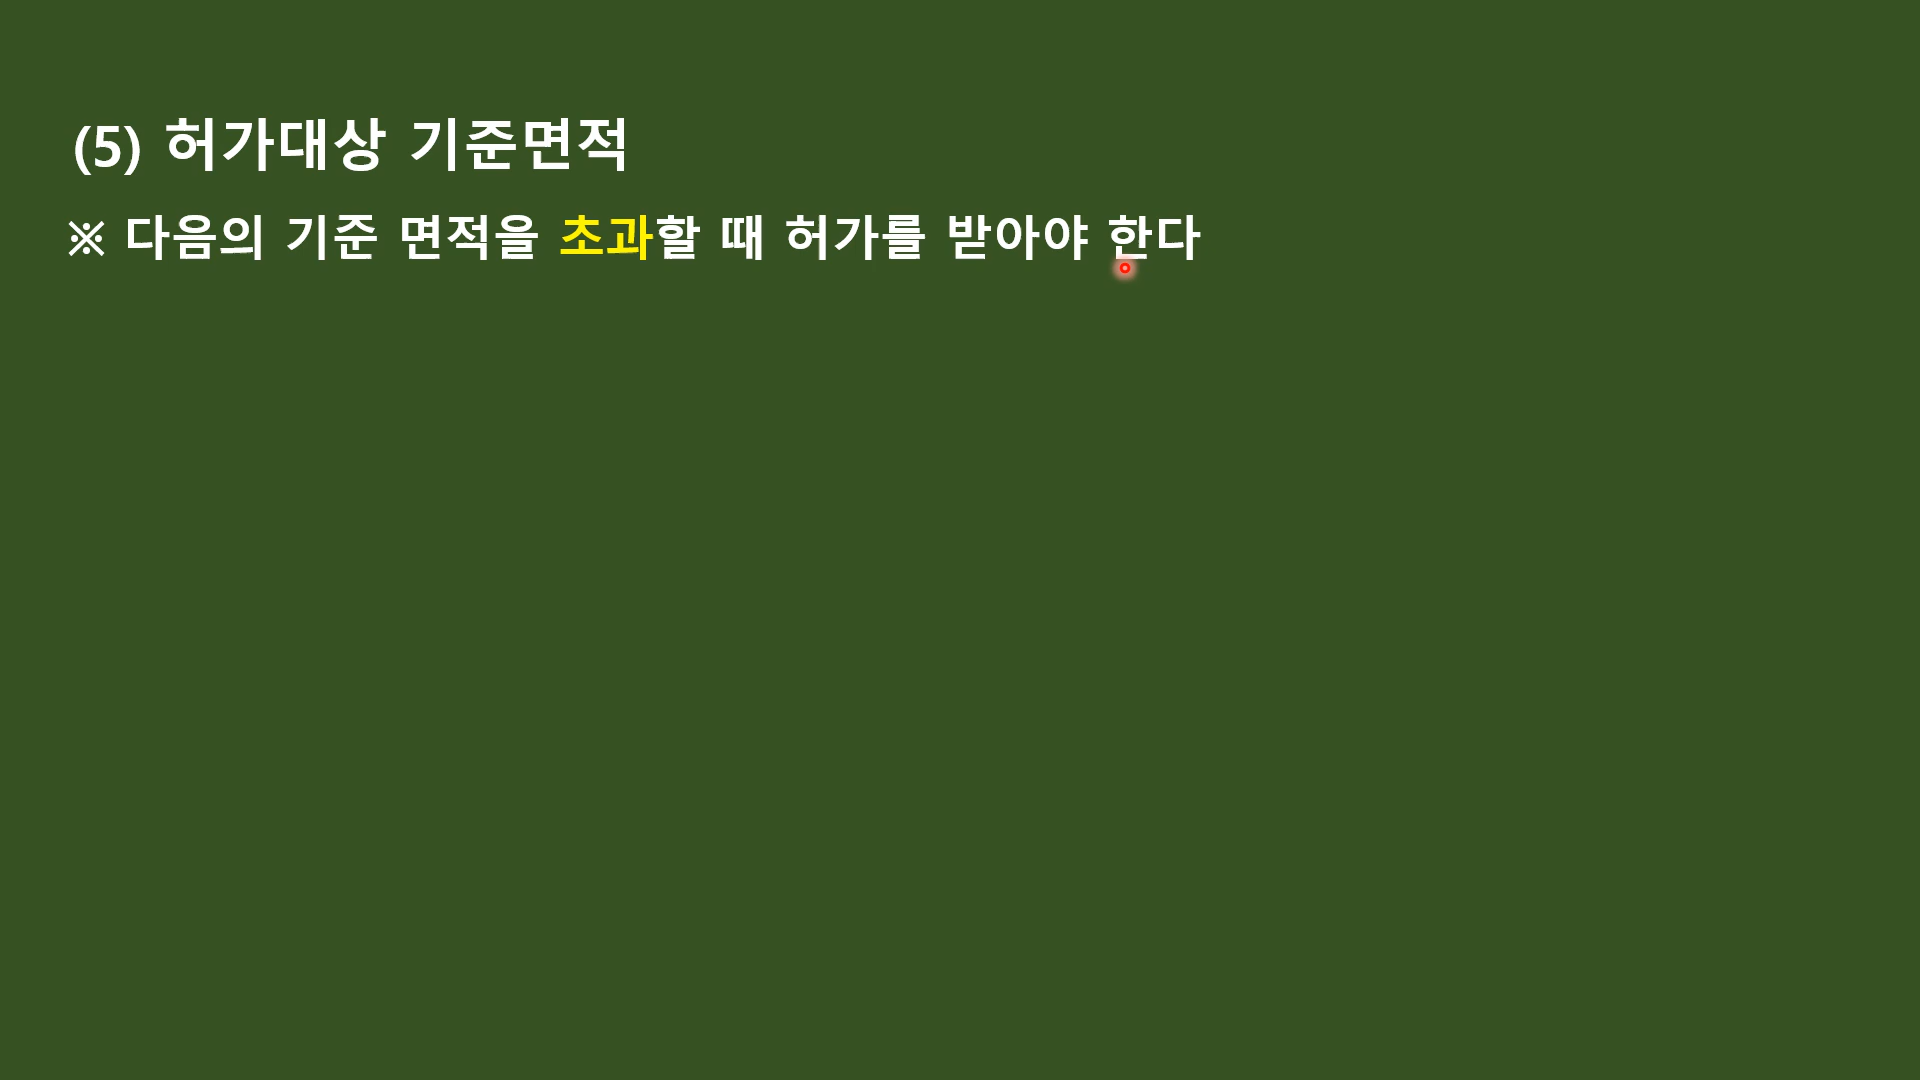 (5) 허가대상 기준면적
※ 다음의 기준 면적을 초과할 때 허가를 받아야 한다